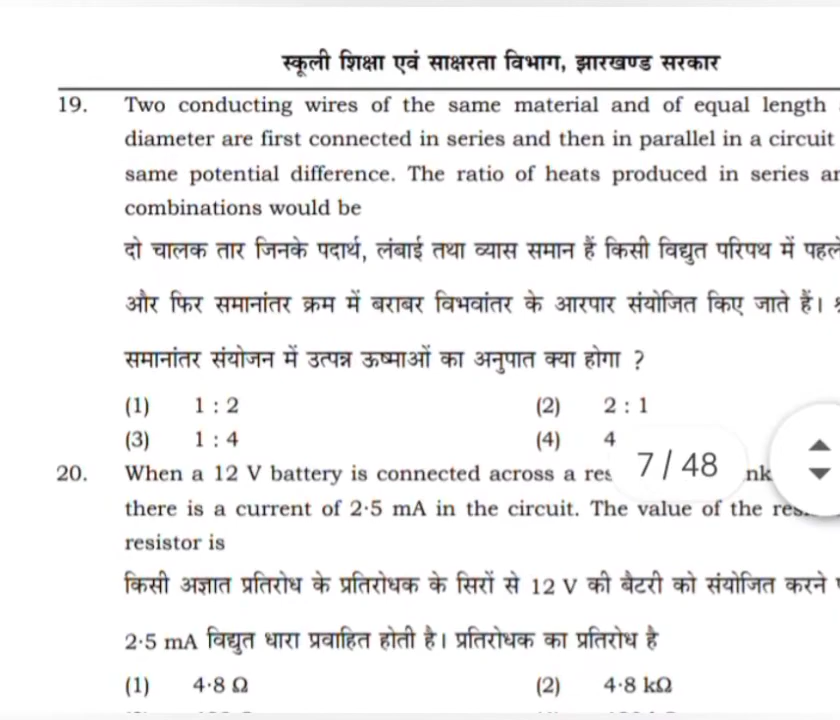 स्कूली शिक्षा एवं साक्षरता विभाग, झारखण्ड सरकार
19. Two conducting wires of the same material and of equal length
diameter are first connected in series and then in parallel in a circuit
same potential difference. The ratio of heats produced in series
combinations would be
दो चालक तार जिनके पदार्थ, लंबाई तथा व्यास समान हैं किसी विद्युत परिपथ में
और फिर समानांतर क्रम में बराबर विभवांतर के आरपार संयोजित किए जाते हैं।
समानांतर संयोजन में उत्पन्न ऊष्माओं का अनुपात क्या होगा ?
(1) 1 : 2 (2) 2 : 1
(3) 1 : 4 (4) 4
7 / 48
20. When a 12 V battery is connected across a
there is a current of 2·5 mA in the circuit. The value of the
resistor is
किसी अज्ञात प्रतिरोध के प्रतिरोधक के सिरों से 12 V की बैटरी को संयोजित करने
2·5 mA विद्युत धारा प्रवाहित होती है। प्रतिरोधक का प्रतिरोध है
(1) 4·8 Ω (2) 4·8 kΩ